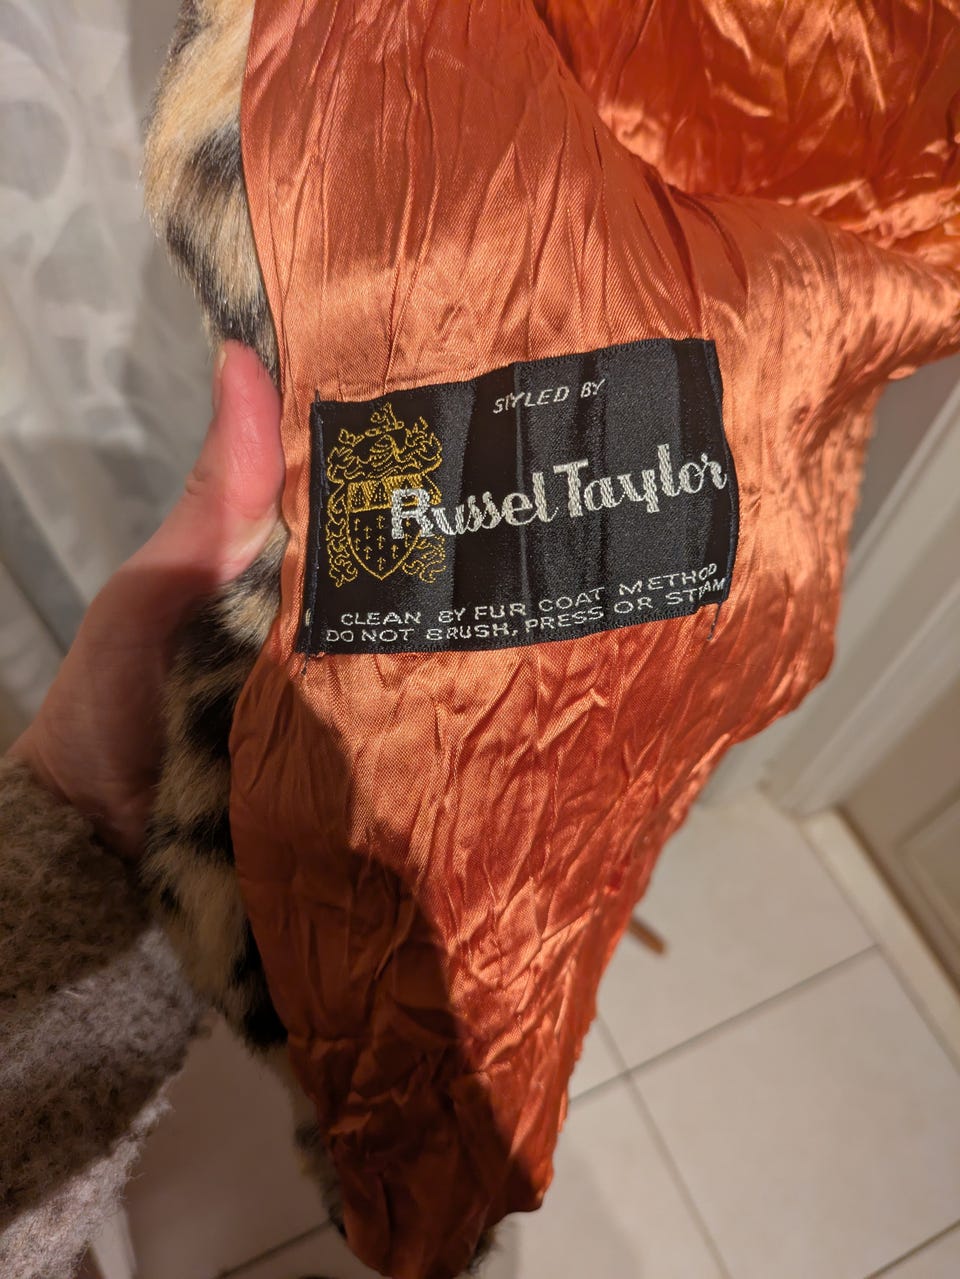 STYLED BY
Russel Taylor
CLEAN BY FUR COAT METHOD
DO NOT BRUSH, PRESS OR STEAM